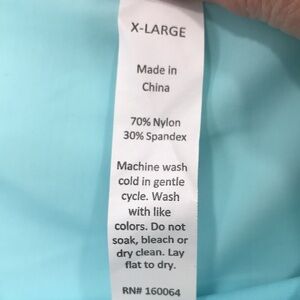 X-LARGE
Made in
China
70% Nylon
30% Spandex
Machine wash
cold in gentle
cycle. Wash
with like
colors. Do not
soak, bleach or
dry clean. Lay
flat to dry.
RN# 160064